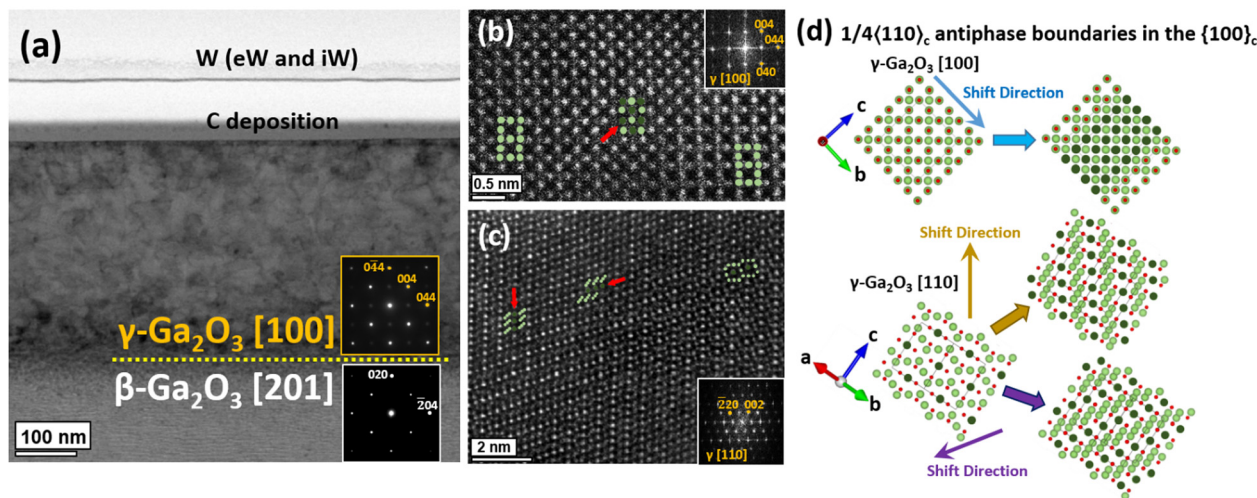 (a)
W (eW and iW)
C deposition
04̅4
004
044
γ-Ga₂O₃ [100]
β-Ga₂O₃ [201]
020
2̅04
100 nm
(b)
004
044
040
γ [100]
0.5 nm
(c)
2̅20 002
γ [110]
2 nm
(d) 1/4⟨110⟩c antiphase boundaries in the {100}c
γ-Ga₂O₃ [100]
Shift Direction
c
b
Shift Direction
γ-Ga₂O₃ [110]
c
a
b
Shift Direction